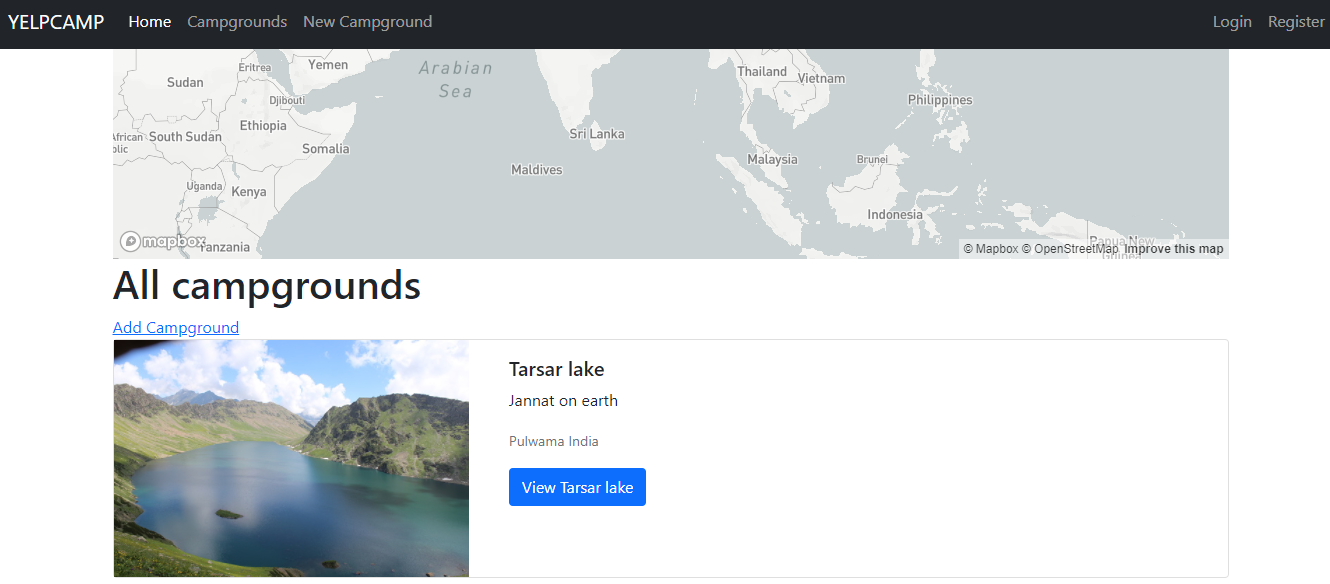 YELPCAMP Home Campgrounds New Campground Login Register
Yemen
Arabian
Sea
Eritrea
Sudan
Thailand
Vietnam
Djibouti
Philippines
Ethiopia
African
South Sudan
Sri Lanka
Somalia
Malaysia
Brunei
Maldives
Uganda
Kenya
Indonesia
mapbox
Tanzania
Papua New
Guinea
© Mapbox © OpenStreetMap Improve this map
All campgrounds
Add Campground
Tarsar lake
Jannat on earth
Pulwama India
View Tarsar lake